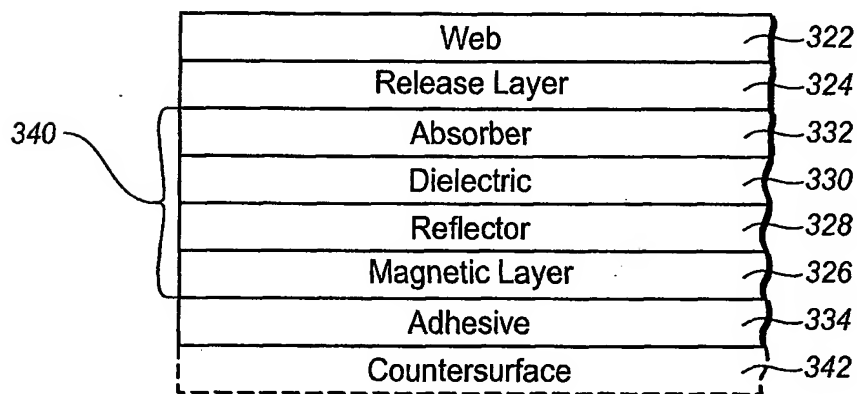 Web 322
Release Layer 324
340
Absorber 332
Dielectric 330
Reflector 328
Magnetic Layer 326
Adhesive 334
Countersurface 342